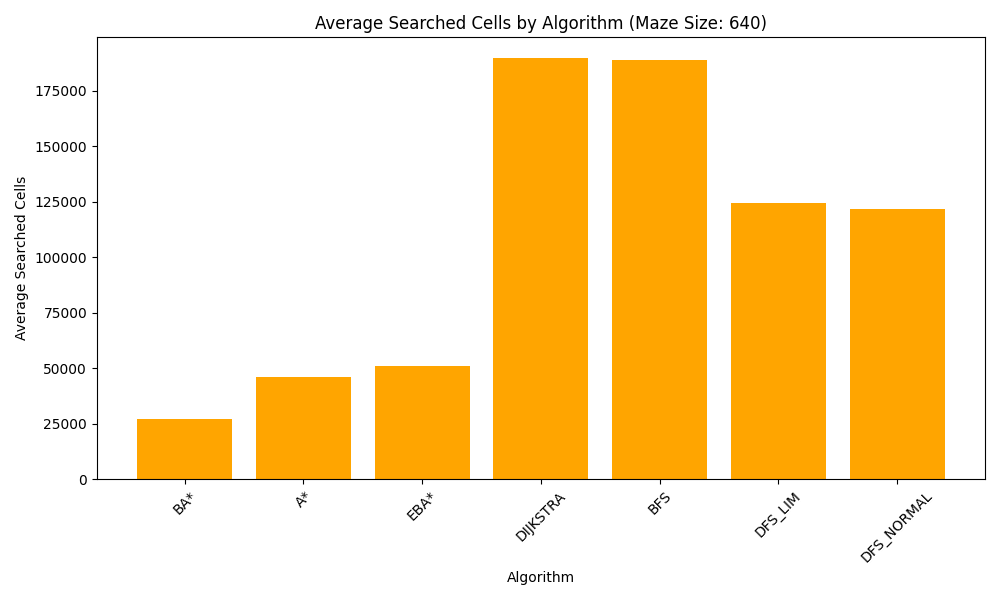 Average Searched Cells by Algorithm (Maze Size: 640)
Average Searched Cells
175000
150000
125000
100000
75000
50000
25000
0
BA*
A*
EBA*
DIJKSTRA
BFS
DFS_LIM
DFS_NORMAL
Algorithm